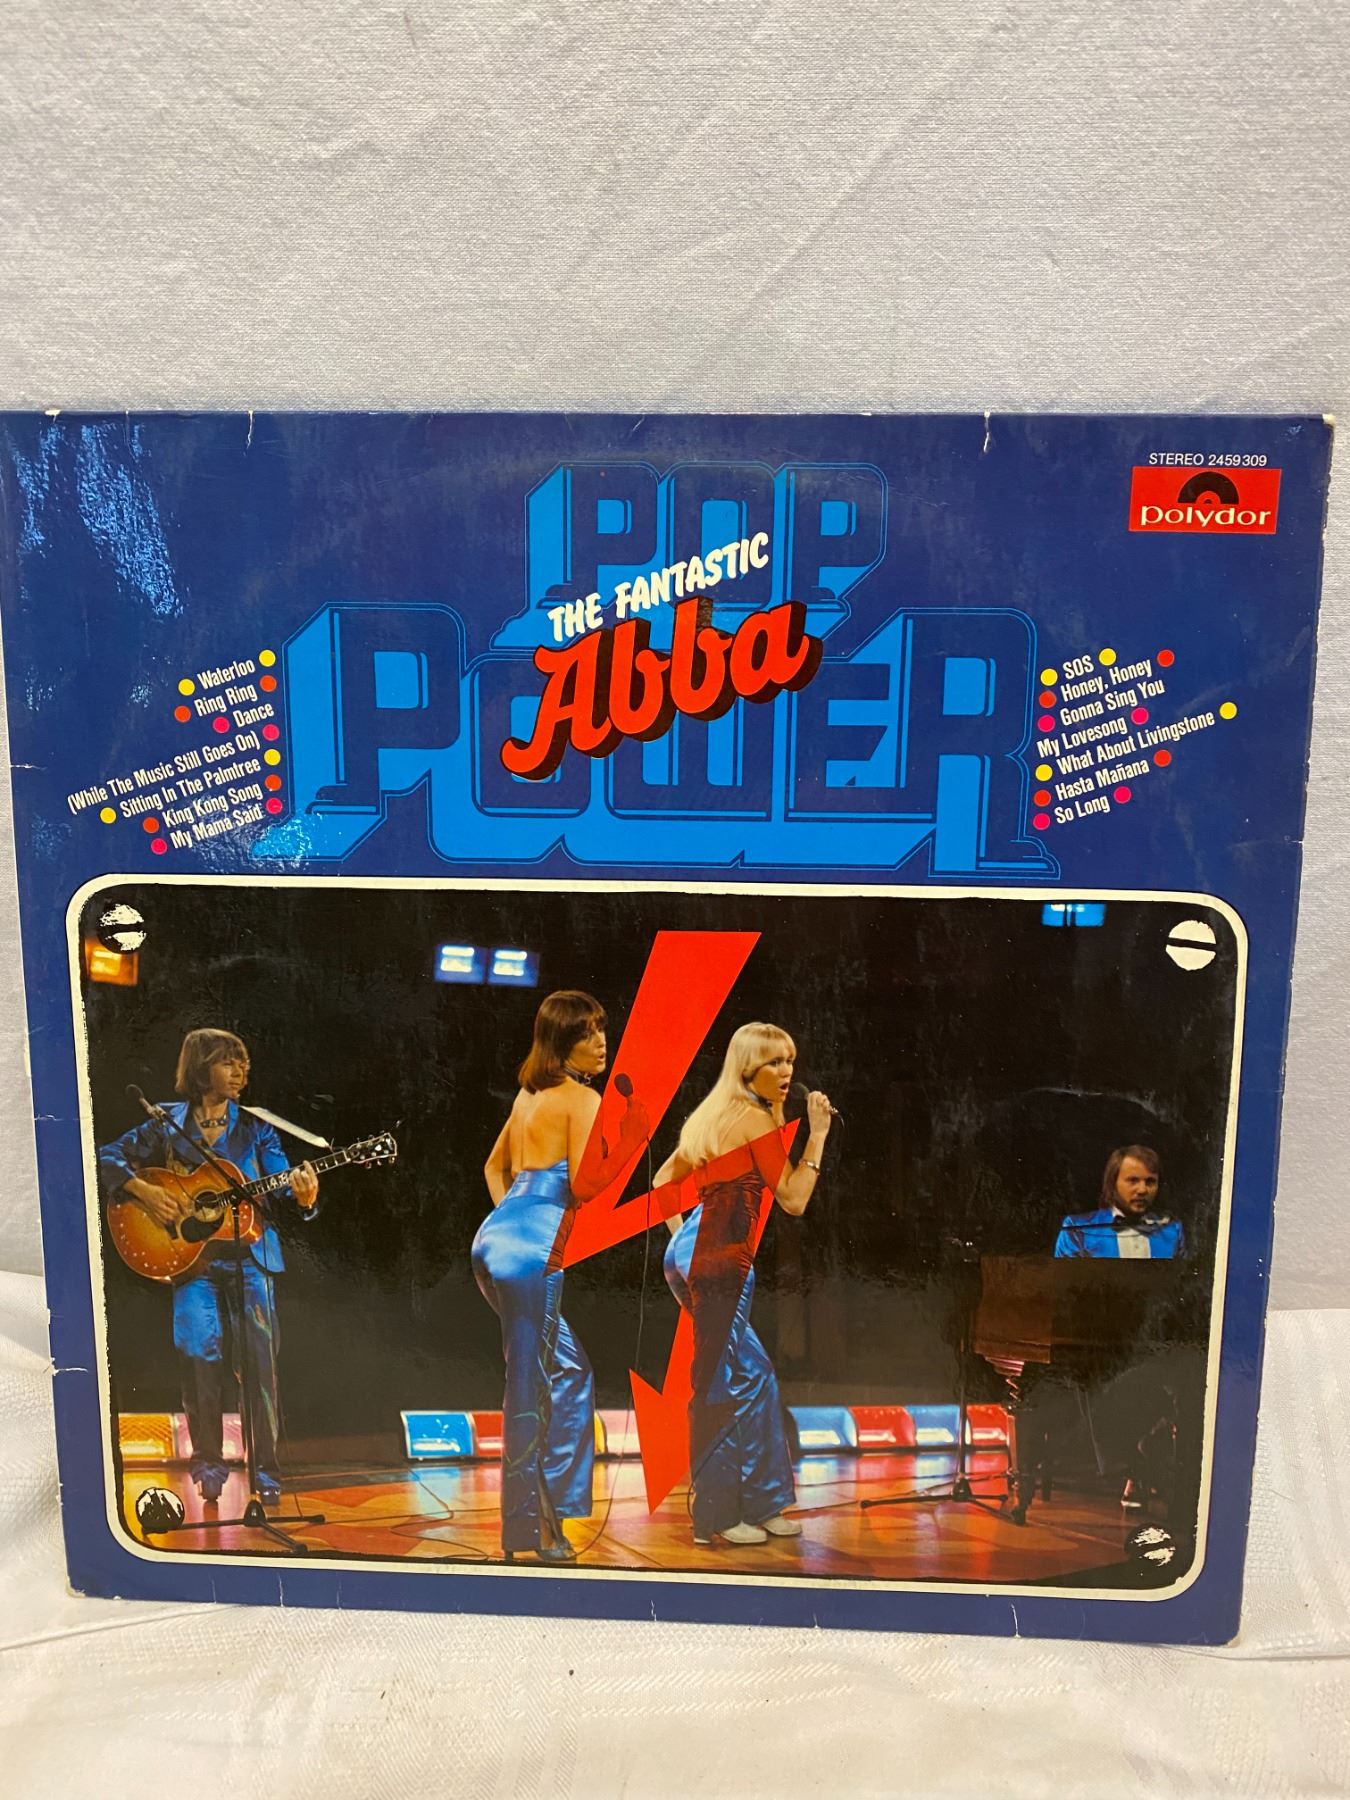 STEREO 2459309
polydor
POP
POWER
THE FANTASTIC
Abba
Waterloo
Ring Ring
Dance
(While The Music Still Goes On)
Sitting In The Palmtree
King Kong Song
My Mama Said
SOS
Honey, Honey
Gonna Sing You
My Lovesong
What About Livingstone
Hasta Mañana
So Long